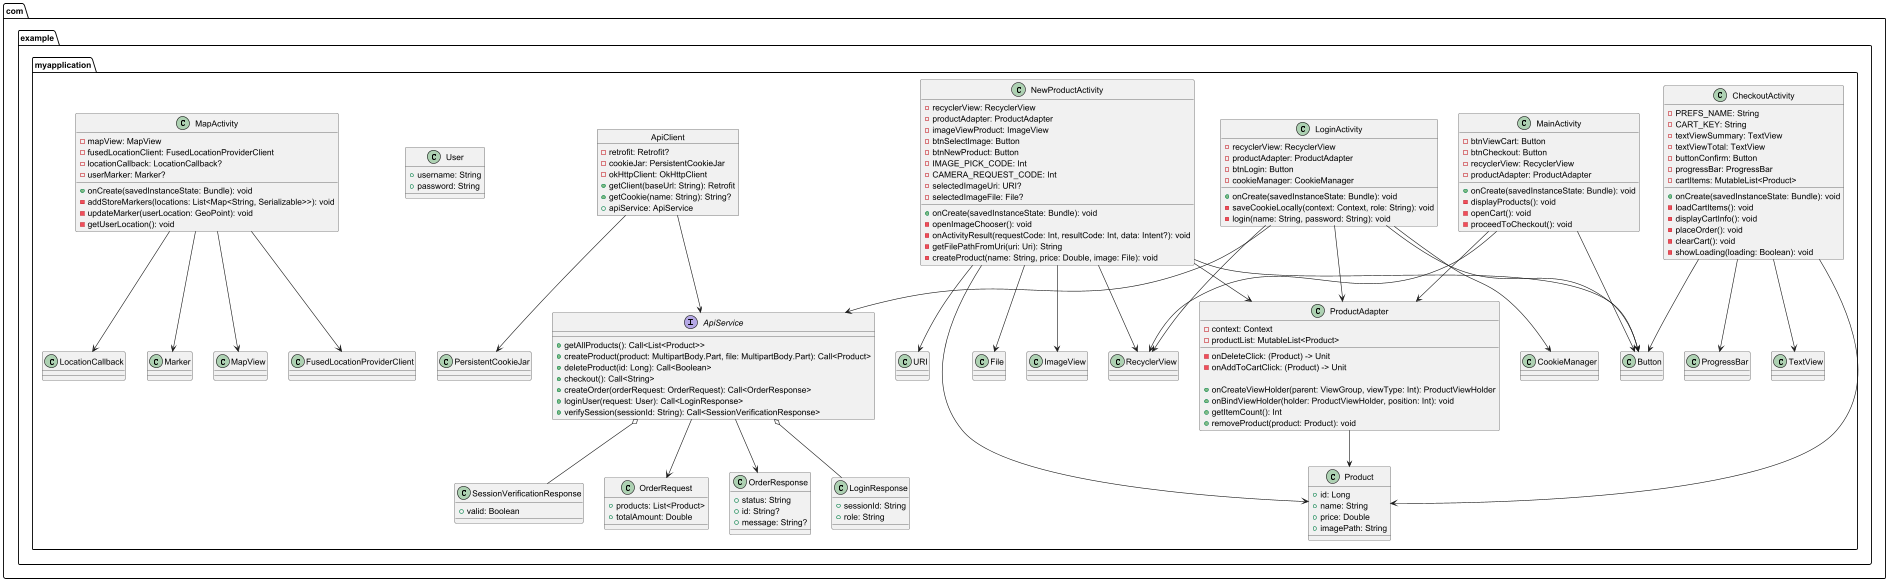 com
example
myapplication
C MapActivity
mapView: MapView
fusedLocationClient: FusedLocationProviderClient
locationCallback: LocationCallback?
userMarker: Marker?
onCreate(savedInstanceState: Bundle): void
addStoreMarkers(locations: List<Map<String, Serializable>>): void
updateMarker(userLocation: GeoPoint): void
getUserLocation(): void
C User
username: String
password: String
ApiClient
retrofit: Retrofit?
cookieJar: PersistentCookieJar
okHttpClient: OkHttpClient
getClient(baseUrl: String): Retrofit
getCookie(name: String): String?
apiService: ApiService
C NewProductActivity
recyclerView: RecyclerView
productAdapter: ProductAdapter
imageViewProduct: ImageView
btnSelectImage: Button
btnNewProduct: Button
IMAGE_PICK_CODE: Int
CAMERA_REQUEST_CODE: Int
selectedImageUri: URI?
selectedImageFile: File?
onCreate(savedInstanceState: Bundle): void
openImageChooser(): void
onActivityResult(requestCode: Int, resultCode: Int, data: Intent?): void
getFilePathFromUri(uri: Uri): String
createProduct(name: String, price: Double, image: File): void
C LoginActivity
recyclerView: RecyclerView
productAdapter: ProductAdapter
btnLogin: Button
cookieManager: CookieManager
onCreate(savedInstanceState: Bundle): void
saveCookieLocally(context: Context, role: String): void
login(name: String, password: String): void
C MainActivity
btnViewCart: Button
btnCheckout: Button
recyclerView: RecyclerView
productAdapter: ProductAdapter
onCreate(savedInstanceState: Bundle): void
displayProducts(): void
openCart(): void
proceedToCheckout(): void
C CheckoutActivity
PREFS_NAME: String
CART_KEY: String
textViewSummary: TextView
textViewTotal: TextView
buttonConfirm: Button
progressBar: ProgressBar
cartItems: MutableList<Product>
onCreate(savedInstanceState: Bundle): void
loadCartItems(): void
displayCartInfo(): void
placeOrder(): void
clearCart(): void
showLoading(loading: Boolean): void
C LocationCallback
C Marker
C MapView
C FusedLocationProviderClient
C PersistentCookieJar
I ApiService
getAllProducts(): Call<List<Product>>
createProduct(product: MultipartBody.Part, file: MultipartBody.Part): Call<Product>
deleteProduct(id: Long): Call<Boolean>
checkout(): Call<String>
createOrder(orderRequest: OrderRequest): Call<OrderResponse>
loginUser(request: User): Call<LoginResponse>
verifySession(sessionId: String): Call<SessionVerificationResponse>
C URI
C File
C ImageView
C RecyclerView
C ProductAdapter
context: Context
productList: MutableList<Product>
onDeleteClick: (Product) -> Unit
onAddToCartClick: (Product) -> Unit
onCreateViewHolder(parent: ViewGroup, viewType: Int): ProductViewHolder
onBindViewHolder(holder: ProductViewHolder, position: Int): void
getItemCount(): Int
removeProduct(product: Product): void
C CookieManager
C Button
C ProgressBar
C TextView
C SessionVerificationResponse
valid: Boolean
C OrderRequest
products: List<Product>
totalAmount: Double
C OrderResponse
status: String
id: String?
message: String?
C LoginResponse
sessionId: String
role: String
C Product
id: Long
name: String
price: Double
imagePath: String